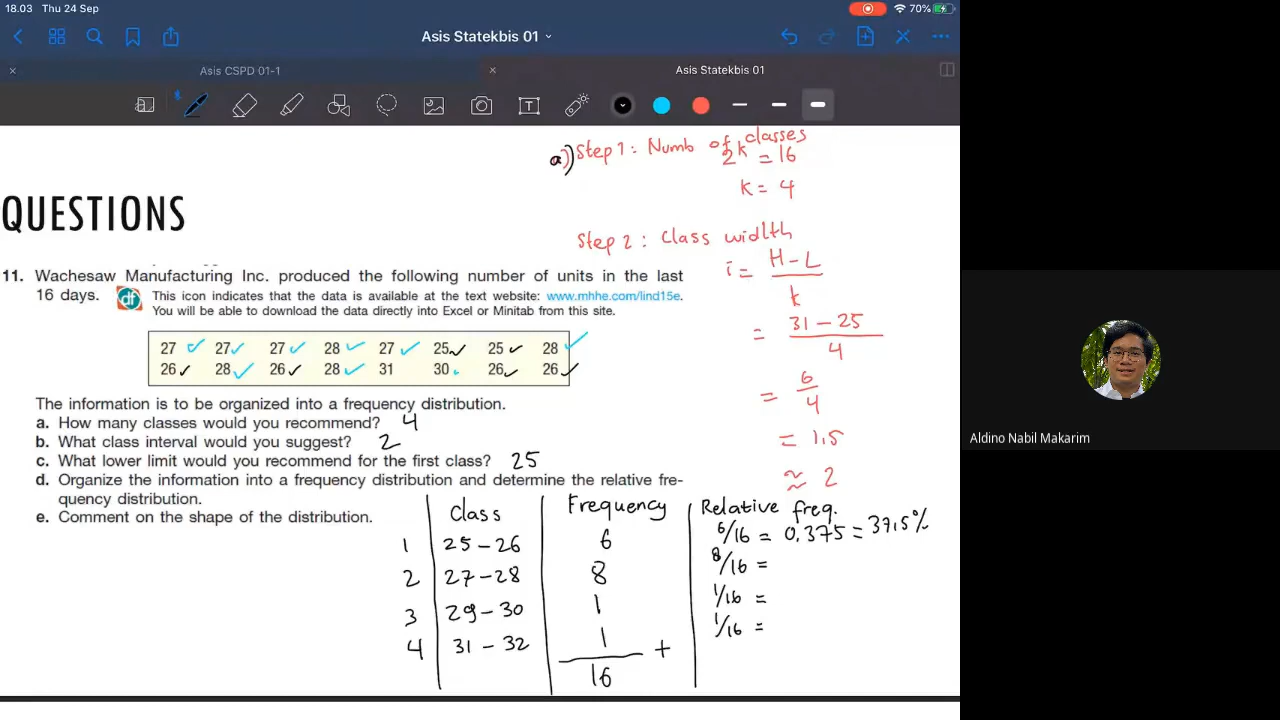 18.03 Thu 24 Sep
70%
Asis Statekbis 01
Asis CSPD 01-1
Asis Statekbis 01
a) Step 1 : Numb of classes
2k = 16
k = 4
QUESTIONS
Step 2 : Class width
i = H - L / k
= 31 - 25 / 4
= 6 / 4
= 1.5
≈ 2
11. Wachesaw Manufacturing Inc. produced the following number of units in the last
16 days. df This icon indicates that the data is available at the text website: www.mhhe.com/lind15e.
You will be able to download the data directly into Excel or Minitab from this site.
27 27 27 28 27 25 25 28
26 28 26 28 31 30 26 26
The information is to be organized into a frequency distribution.
a. How many classes would you recommend? 4
b. What class interval would you suggest? 2
c. What lower limit would you recommend for the first class? 25
d. Organize the information into a frequency distribution and determine the relative fre-
quency distribution.
e. Comment on the shape of the distribution.
Class Frequency Relative freq.
1 25 - 26 6 6/16 = 0.375 = 37.5%
2 27 - 28 8 8/16 =
3 29 - 30 1 1/16 =
4 31 - 32 1 1/16 =
+
16
Aldino Nabil Makarim